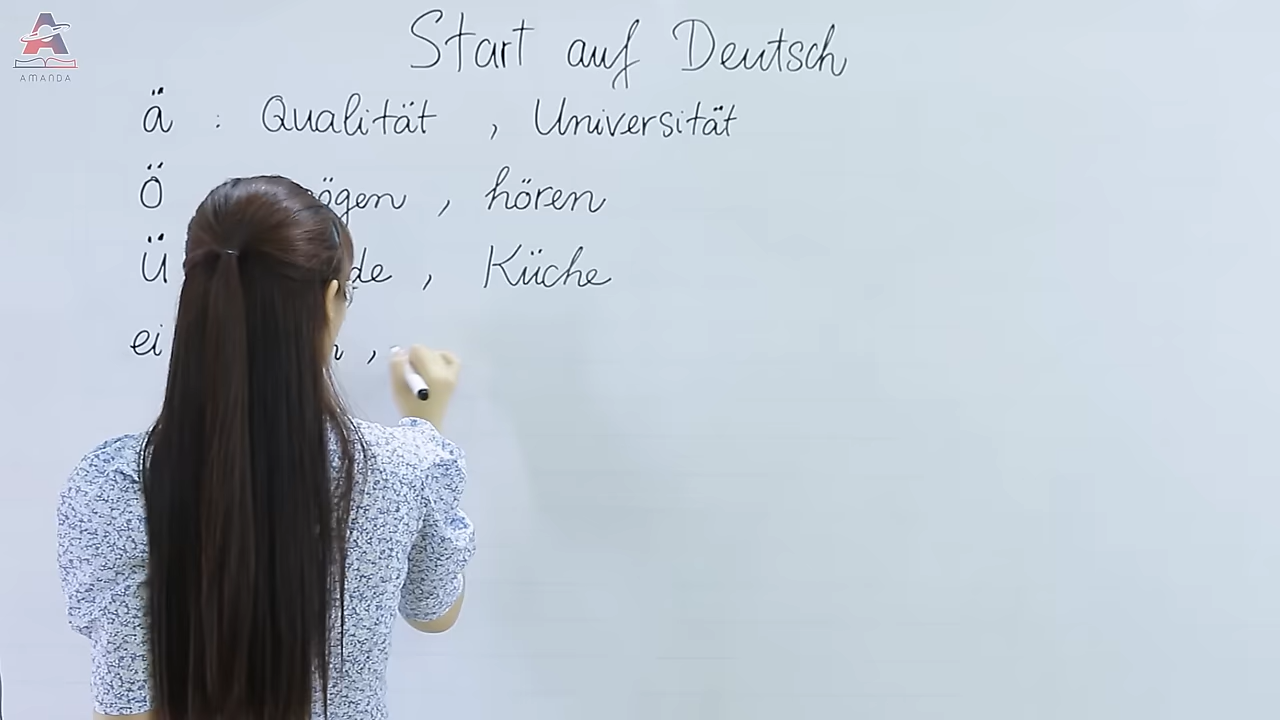 AMANDA
Start auf Deutsch
ä : Qualität , Universität
ö ögen , hören
ü de , Küche
ei ,